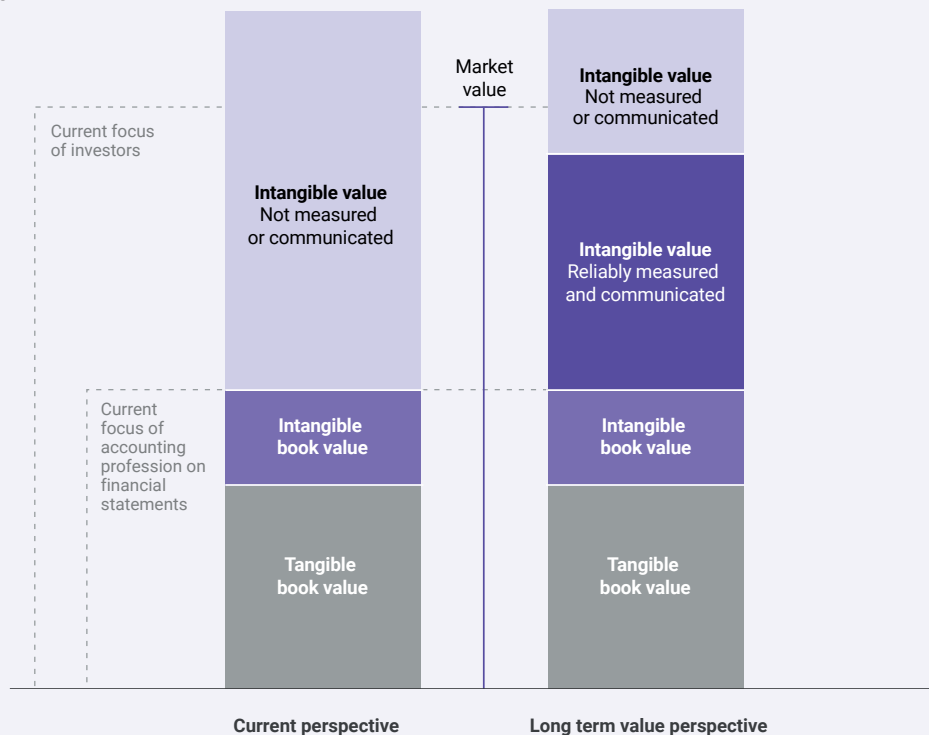 Market
value
Current focus
of investors
Intangible value
Not measured
or communicated
Intangible value
Not measured
or communicated
Intangible value
Reliably measured
and communicated
Current
focus of
accounting
profession on
financial
statements
Intangible
book value
Intangible
book value
Tangible
book value
Tangible
book value
Current perspective
Long term value perspective